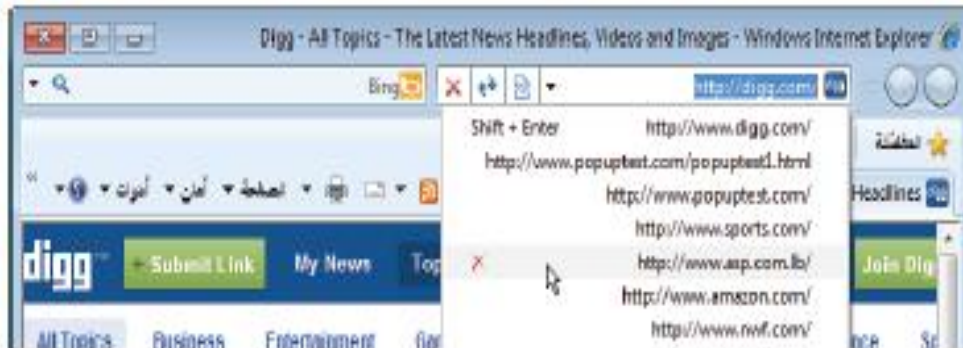 Digg - All Topics - The Latest News Headlines, Videos and Images - Windows Internet Explorer
Bing
http://digg.com/
Shift + Enter http://www.digg.com/
http://www.popuptest.com/popuptest1.html
http://www.popuptest.com/
http://www.sports.com/
http://www.asp.com.lb/
http://www.amazon.com/
http://www.nwf.com/
المفضلة
الصفحة أمان أدوات
Headlines
digg
+ Submit Link
My News
Top
Join Dig
All Topics
Business
Entertainment